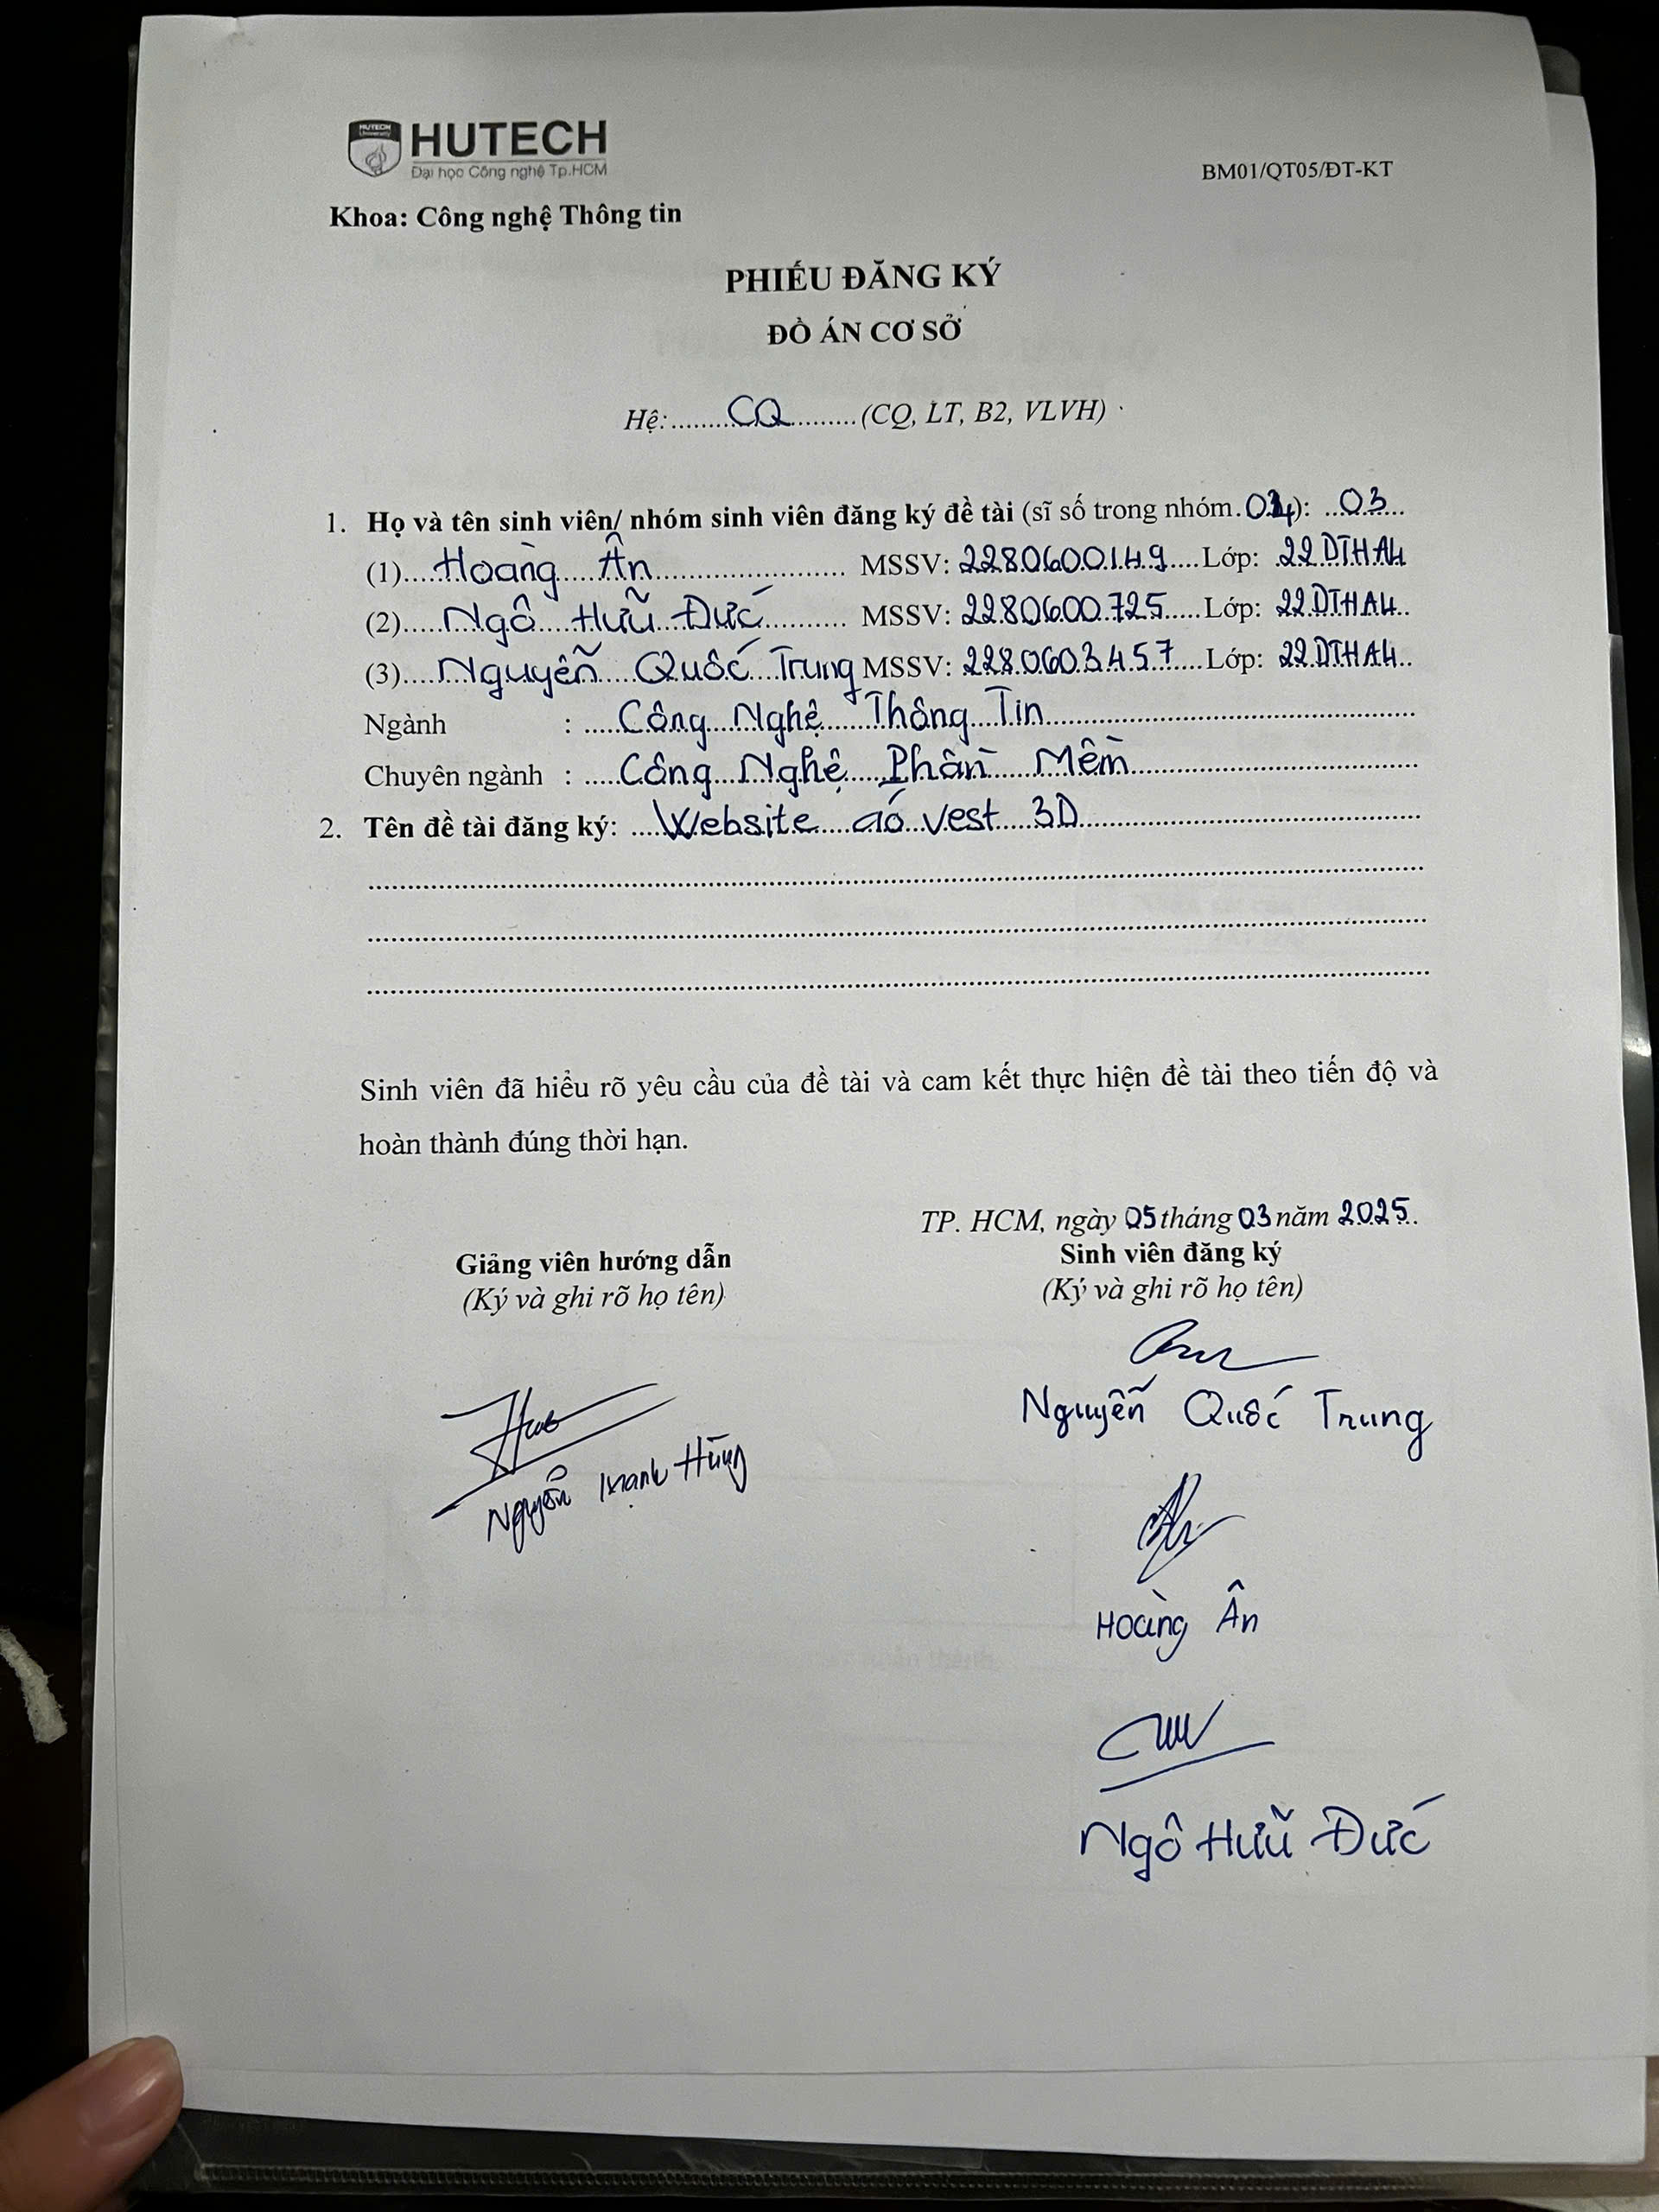 HUTECH
University
HUTECH
Đại học Công nghệ Tp.HCM
BM01/QT05/ĐT-KT
Khoa: Công nghệ Thông tin
PHIẾU ĐĂNG KÝ
ĐỒ ÁN CƠ SỞ
Hệ:.........CQ.........(CQ, LT, B2, VLVH)
1. Họ và tên sinh viên/ nhóm sinh viên đăng ký đề tài (sĩ số trong nhóm.04): ...03...
(1)....Hoàng Ân........................ MSSV: 2280600149....Lớp: 22DTHA4
(2).....Ngô Hữu Đức........... MSSV: 2280600725.....Lớp: 22DTHA4..
(3)....Nguyễn Quốc Trung MSSV: 2280603457....Lớp: 22DTHA4..
Ngành : .....Công Nghệ Thông Tin..........................................
Chuyên ngành : .....Công Nghệ Phần Mềm..........................................
2. Tên đề tài đăng ký: ....Website áo vest 3D..........................................
Sinh viên đã hiểu rõ yêu cầu của đề tài và cam kết thực hiện đề tài theo tiến độ và
hoàn thành đúng thời hạn.
TP. HCM, ngày 05 tháng 03 năm 2025.
Giảng viên hướng dẫn
(Ký và ghi rõ họ tên)
Nguyễn Mạnh Hùng
Sinh viên đăng ký
(Ký và ghi rõ họ tên)
Nguyễn Quốc Trung
Hoàng Ân
Ngô Hữu Đức